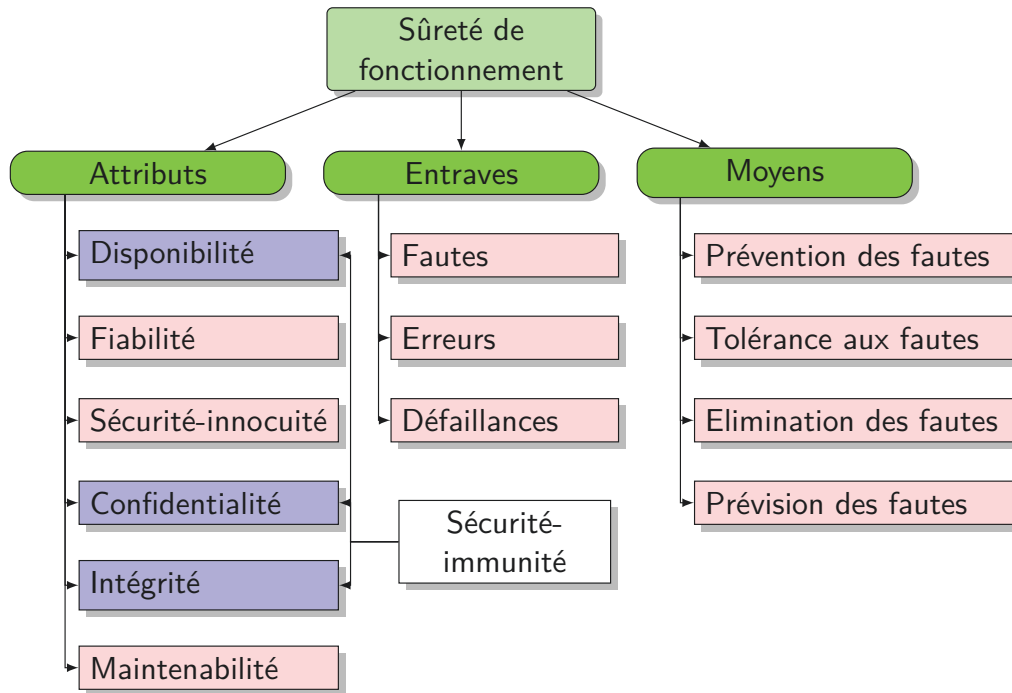 Sûreté de
fonctionnement
Attributs
Entraves
Moyens
Disponibilité
Fiabilité
Sécurité-innocuité
Confidentialité
Intégrité
Maintenabilité
Fautes
Erreurs
Défaillances
Sécurité-
immunité
Prévention des fautes
Tolérance aux fautes
Elimination des fautes
Prévision des fautes